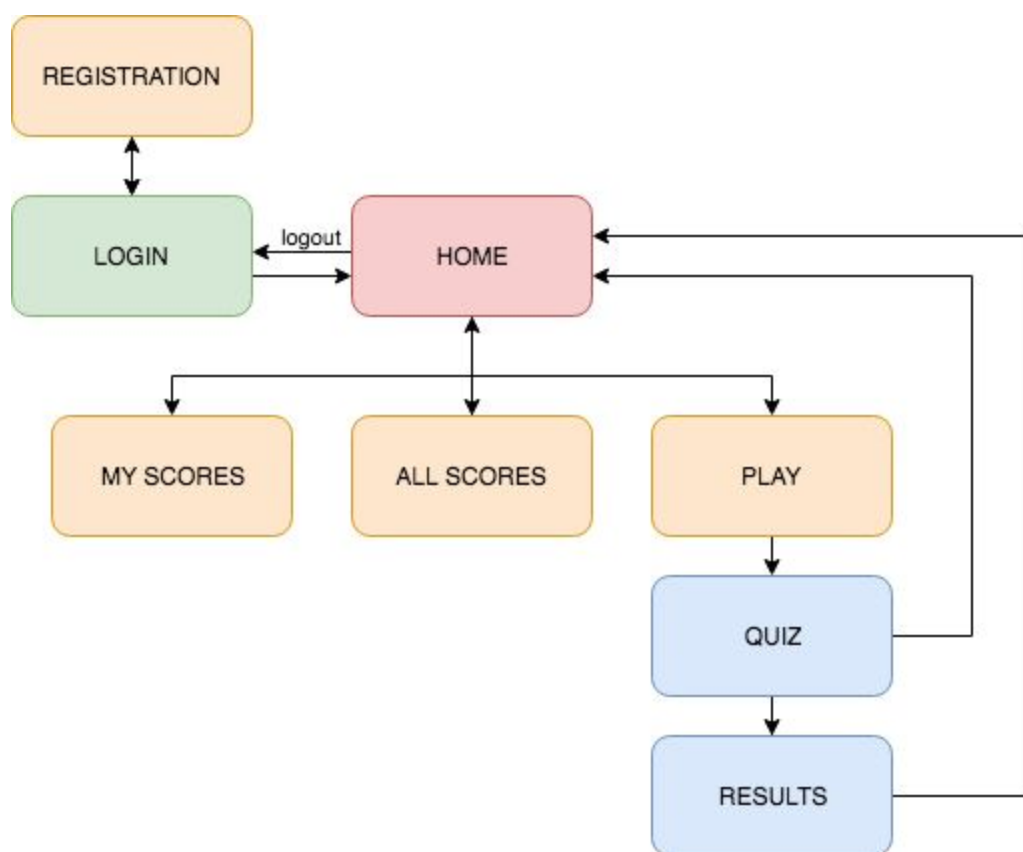 REGISTRATION
LOGIN
logout
HOME
MY SCORES
ALL SCORES
PLAY
QUIZ
RESULTS